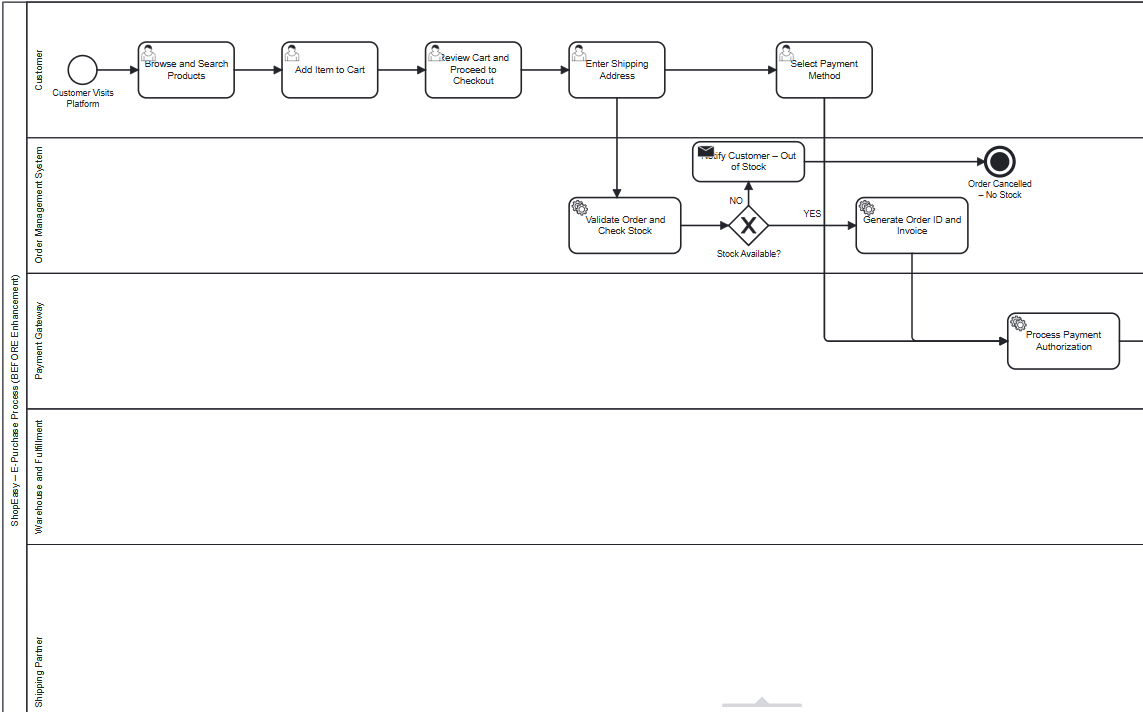 ShopEasy – E-Purchase Process (BEFORE Enhancement)
Customer
Customer Visits
Platform
Browse and Search
Products
Add Item to Cart
Review Cart and
Proceed to
Checkout
Enter Shipping
Address
Select Payment
Method
Order Management System
Notify Customer – Out
of Stock
Order Cancelled
– No Stock
Validate Order and
Check Stock
NO
Stock Available?
YES
Generate Order ID and
Invoice
Payment Gateway
Process Payment
Authorization
Warehouse and Fulfillment
Shipping Partner